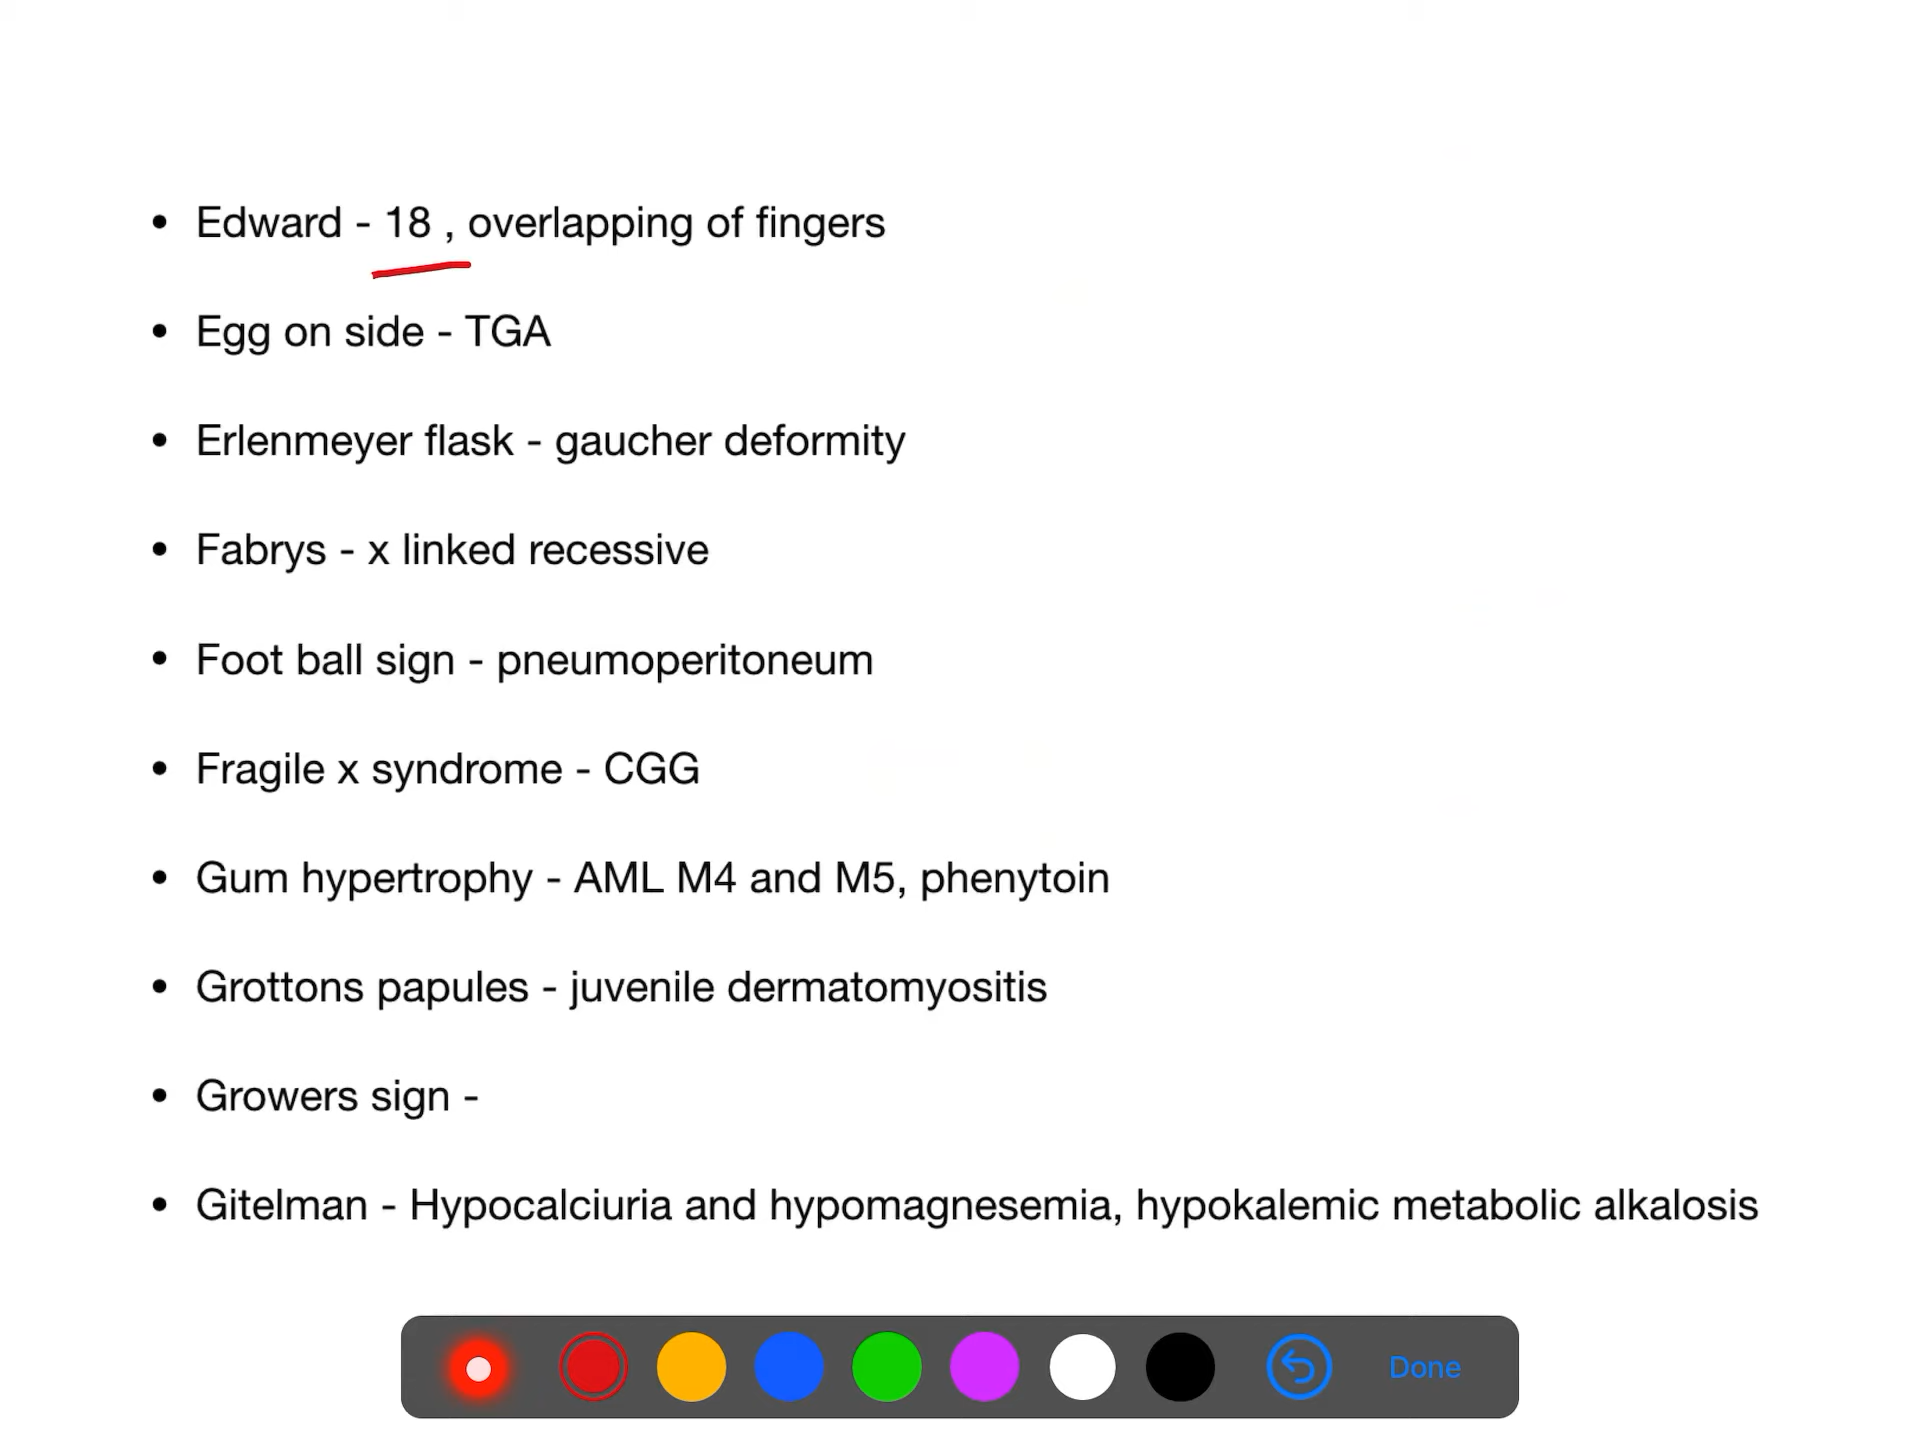 • Edward - 18 , overlapping of fingers
• Egg on side - TGA
• Erlenmeyer flask - gaucher deformity
• Fabrys - x linked recessive
• Foot ball sign - pneumoperitoneum
• Fragile x syndrome - CGG
• Gum hypertrophy - AML M4 and M5, phenytoin
• Grottons papules - juvenile dermatomyositis
• Growers sign -
• Gitelman - Hypocalciuria and hypomagnesemia, hypokalemic metabolic alkalosis
Done